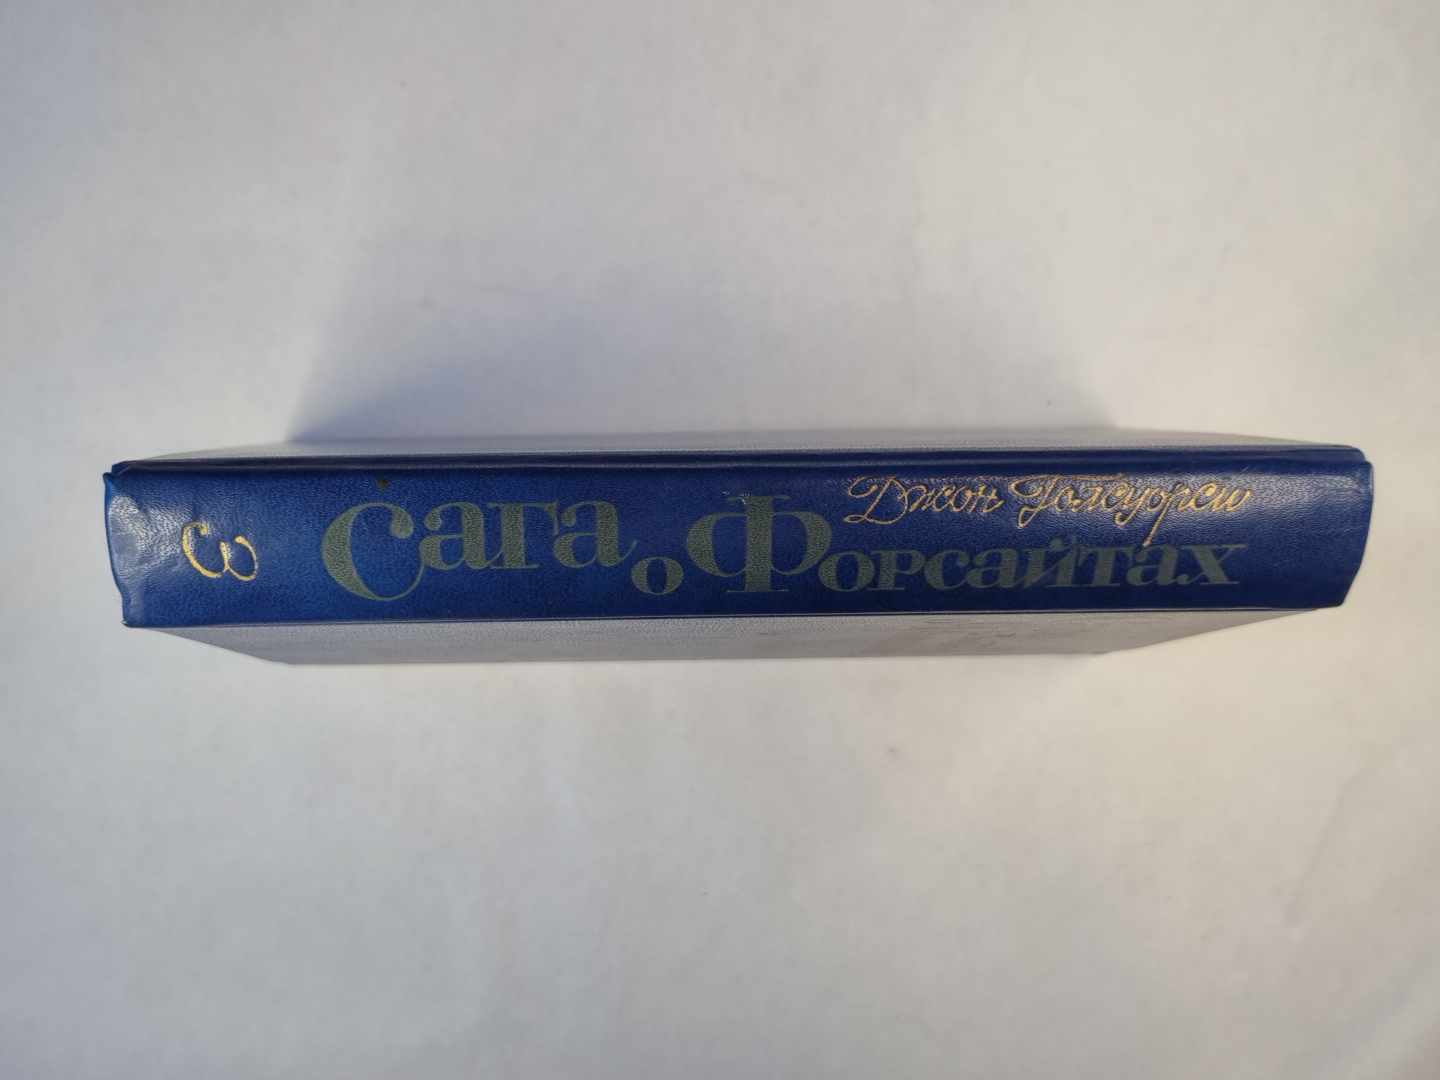 Джон Голсуорси
Сага о Форсайтах
3